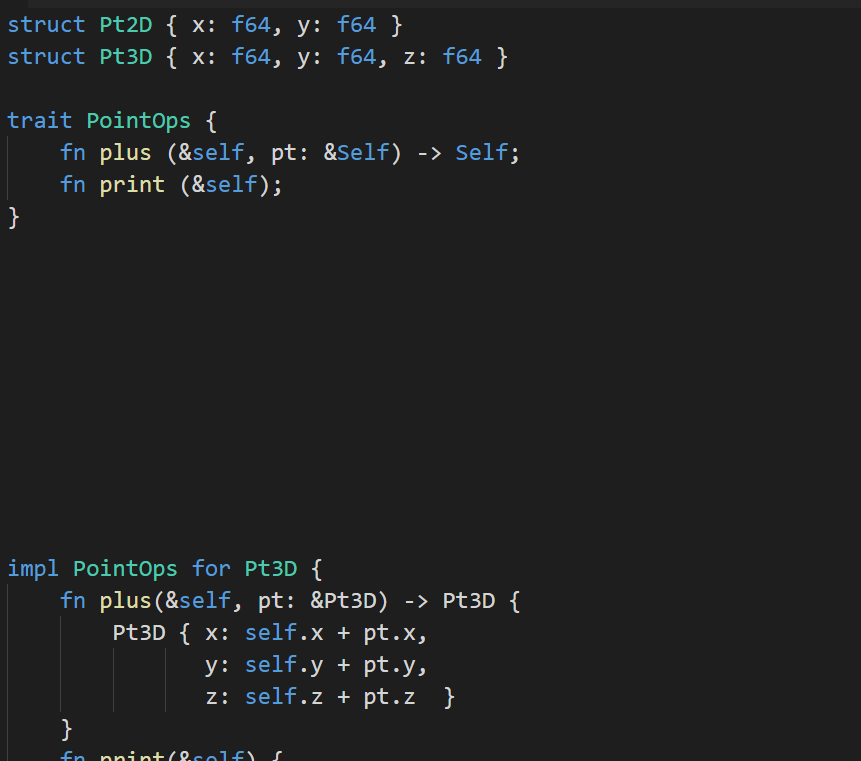 struct Pt2D { x: f64, y: f64 }
struct Pt3D { x: f64, y: f64, z: f64 }
trait PointOps {
    fn plus (&self, pt: &Self) -> Self;
    fn print (&self);
}
impl PointOps for Pt3D {
    fn plus(&self, pt: &Pt3D) -> Pt3D {
        Pt3D { x: self.x + pt.x,
               y: self.y + pt.y,
               z: self.z + pt.z  }
    }
    fn print(&self) {